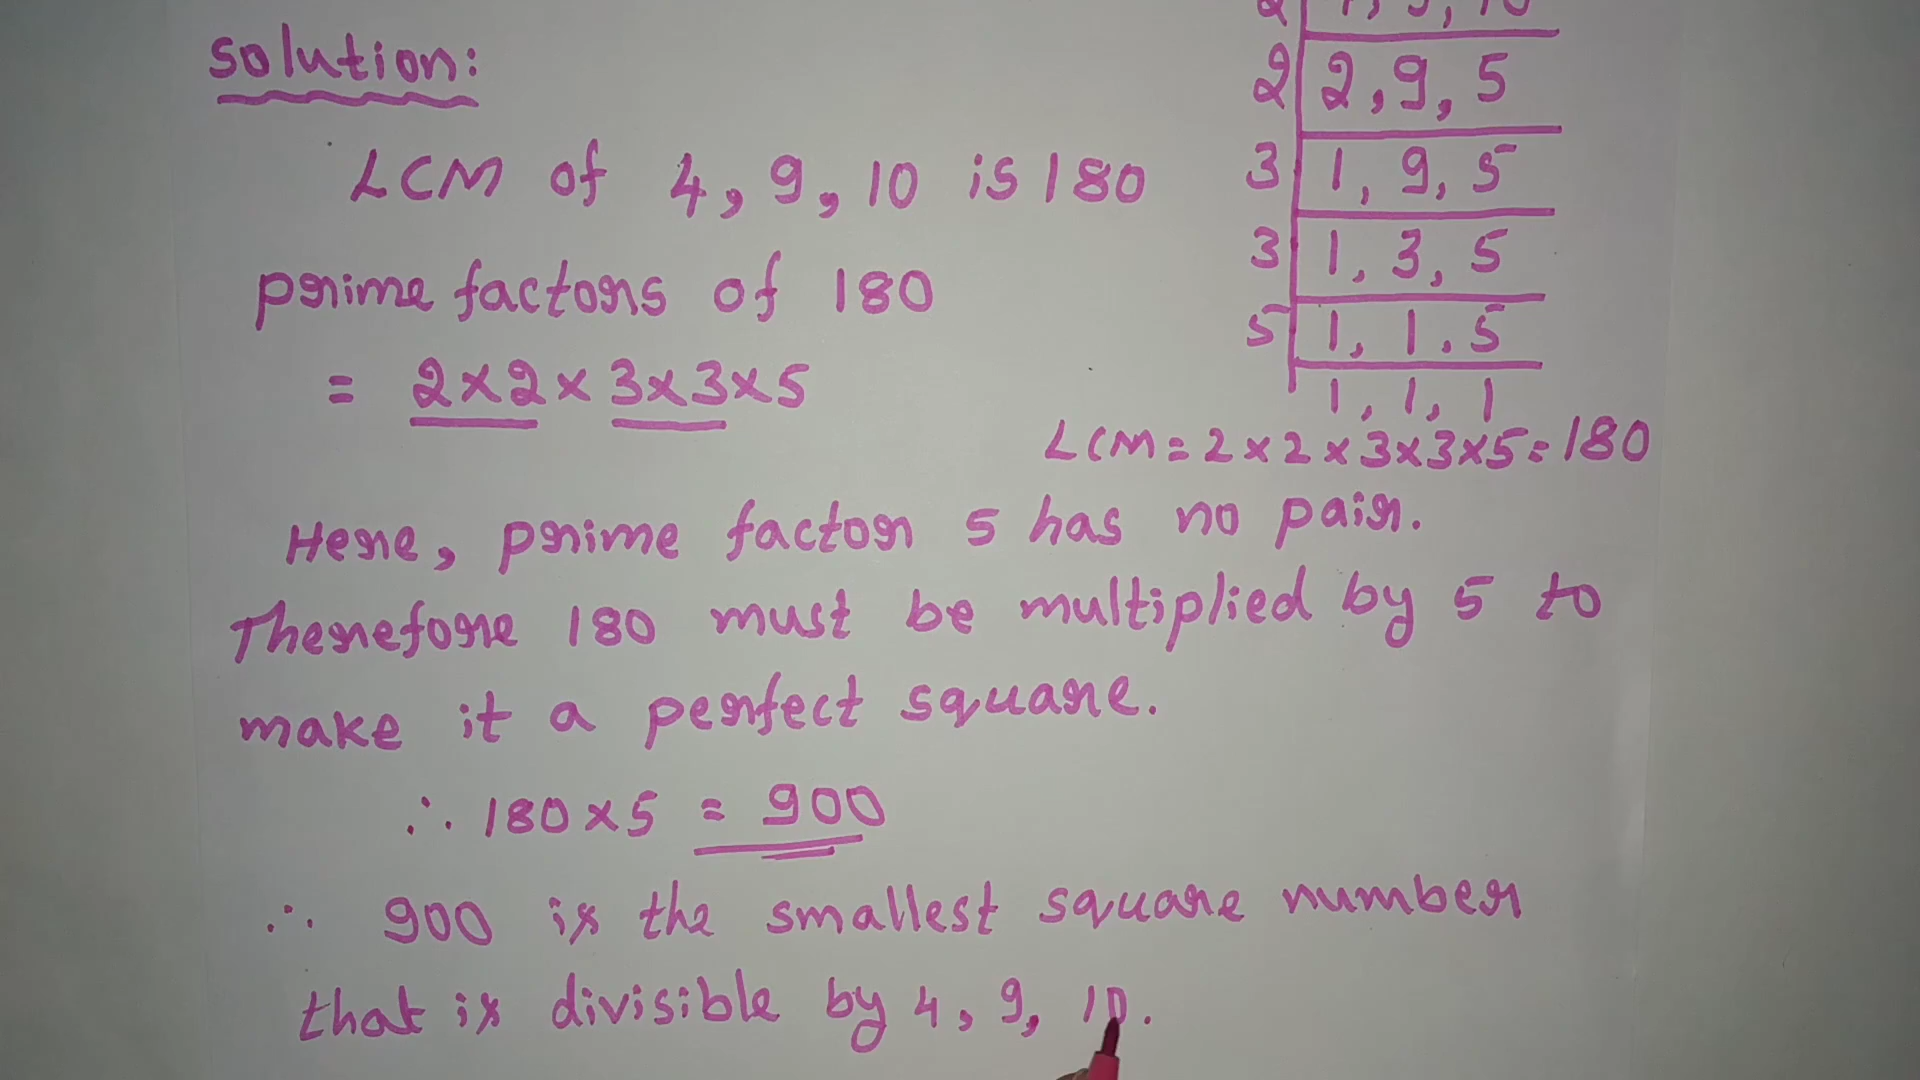 Solution:
LCM of 4, 9, 10 is 180
prime factors of 180
= 2×2×3×3×5
2 | 2, 9, 5
3 | 1, 9, 5
3 | 1, 3, 5
5 | 1, 1, 5
1, 1, 1
LCM = 2×2×3×3×5 = 180
Here, prime factor 5 has no pair.
Therefore 180 must be multiplied by 5 to
make it a perfect square.
∴ 180×5 = 900
∴ 900 is the smallest square number
that is divisible by 4, 9, 10.